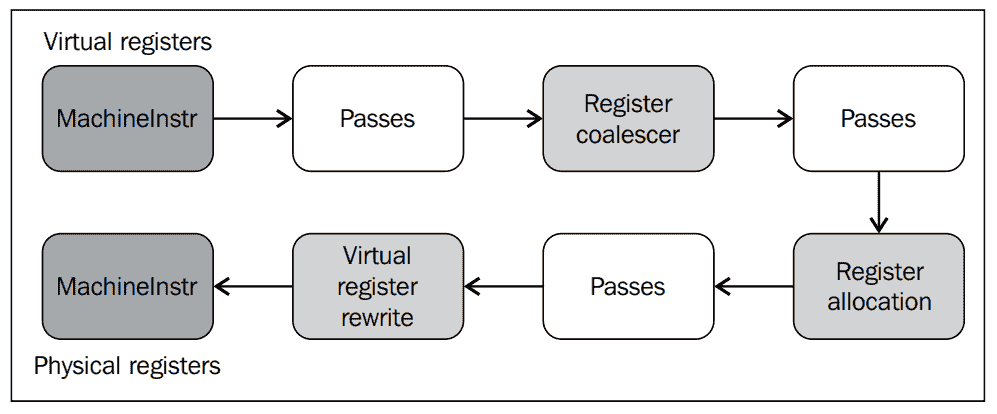 Virtual registers
MachineInstr
Passes
Register
coalescer
Passes
MachineInstr
Virtual
register
rewrite
Passes
Register
allocation
Physical registers